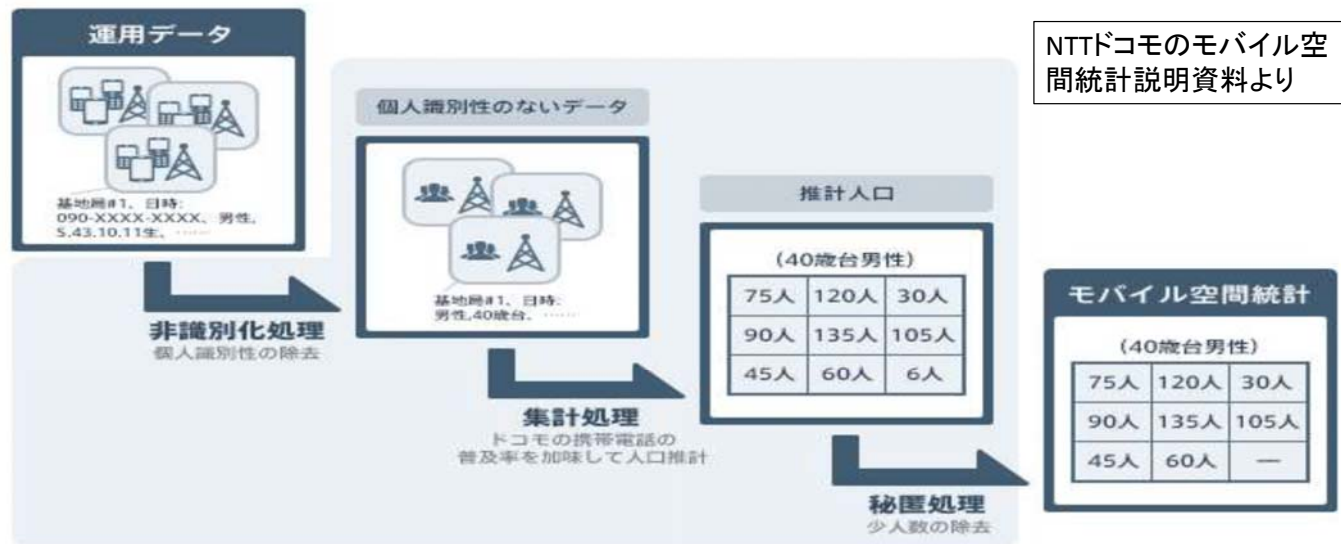 運用データ
基地局#1、日時:
090-XXXX-XXXX、男性,
S.43.10.11生、……
非識別化処理
個人識別性の除去
個人識別性のないデータ
基地局#1、日時:
男性,40歳台、……
集計処理
ドコモの携帯電話の
普及率を加味して人口推計
推計人口
(40歳台男性)
75人 120人 30人
90人 135人 105人
45人 60人 6人
秘匿処理
少人数の除去
NTTドコモのモバイル空
間統計説明資料より
モバイル空間統計
(40歳台男性)
75人 120人 30人
90人 135人 105人
45人 60人 —